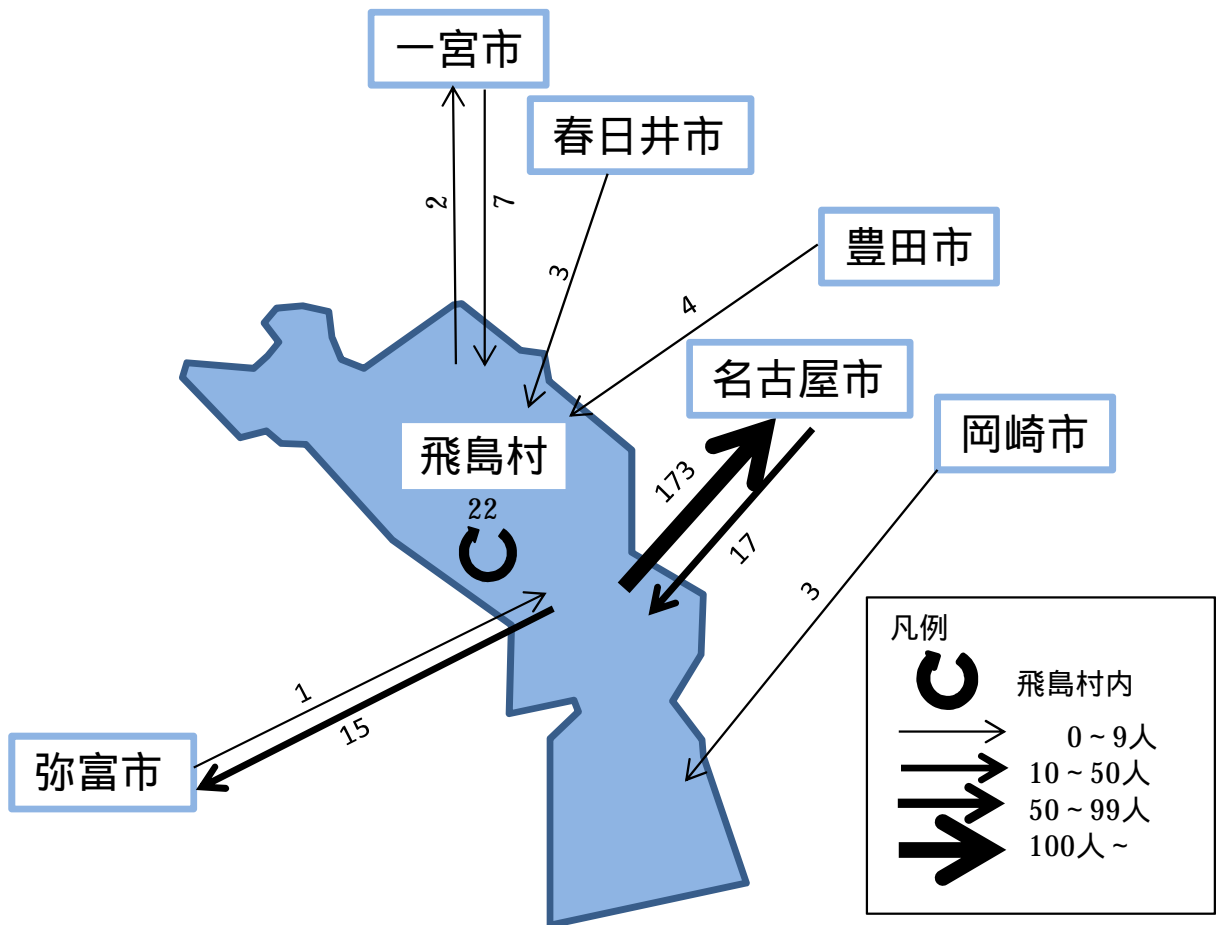 一宮市
春日井市
2
7
豊田市
3
4
名古屋市
岡崎市
飛島村
173
22
17
3
1
15
弥富市
凡例
飛島村内
0~9人
10~50人
50~99人
100人~